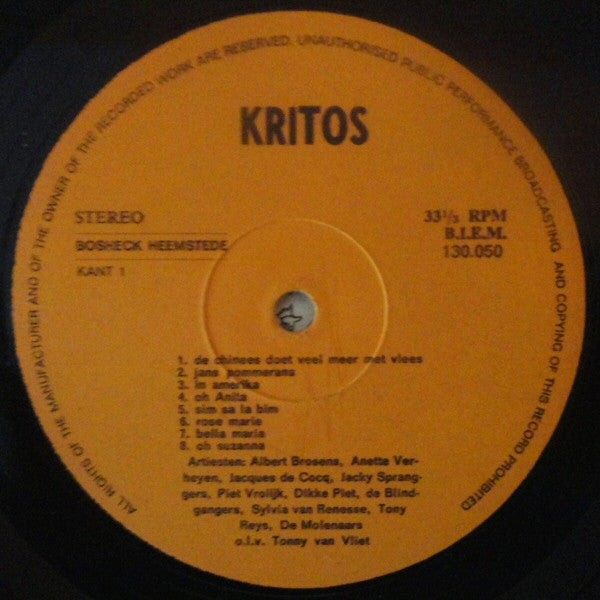 ALL RIGHTS OF THE MANUFACTURER AND OF THE OWNER OF THE RECORDED WORK ARE RESERVED. UNAUTHORISED PUBLIC PERFORMANCE BROADCASTING AND COPYING OF THIS RECORD PROHIBITED
KRITOS
STEREO
33⅓ RPM
B.I.E.M.
BOSHECK HEEMSTEDE
130.050
KANT 1
1. de chinees doet veel meer met vlees
2. jans pommerans
3. in amerika
4. oh Anita
5. sim sa la bim
6. rose marie
7. bella maria
8. oh suzanna
Artiesten: Albert Brosens, Anette Ver-
heyen, Jacques de Cocq, Jacky Sprang-
gers, Piet Vrolijk, Dikke Piet, de Blind-
gangers, Sylvia van Renesse, Tony
Reys, De Molenaars
o.l.v. Tonny van Vliet